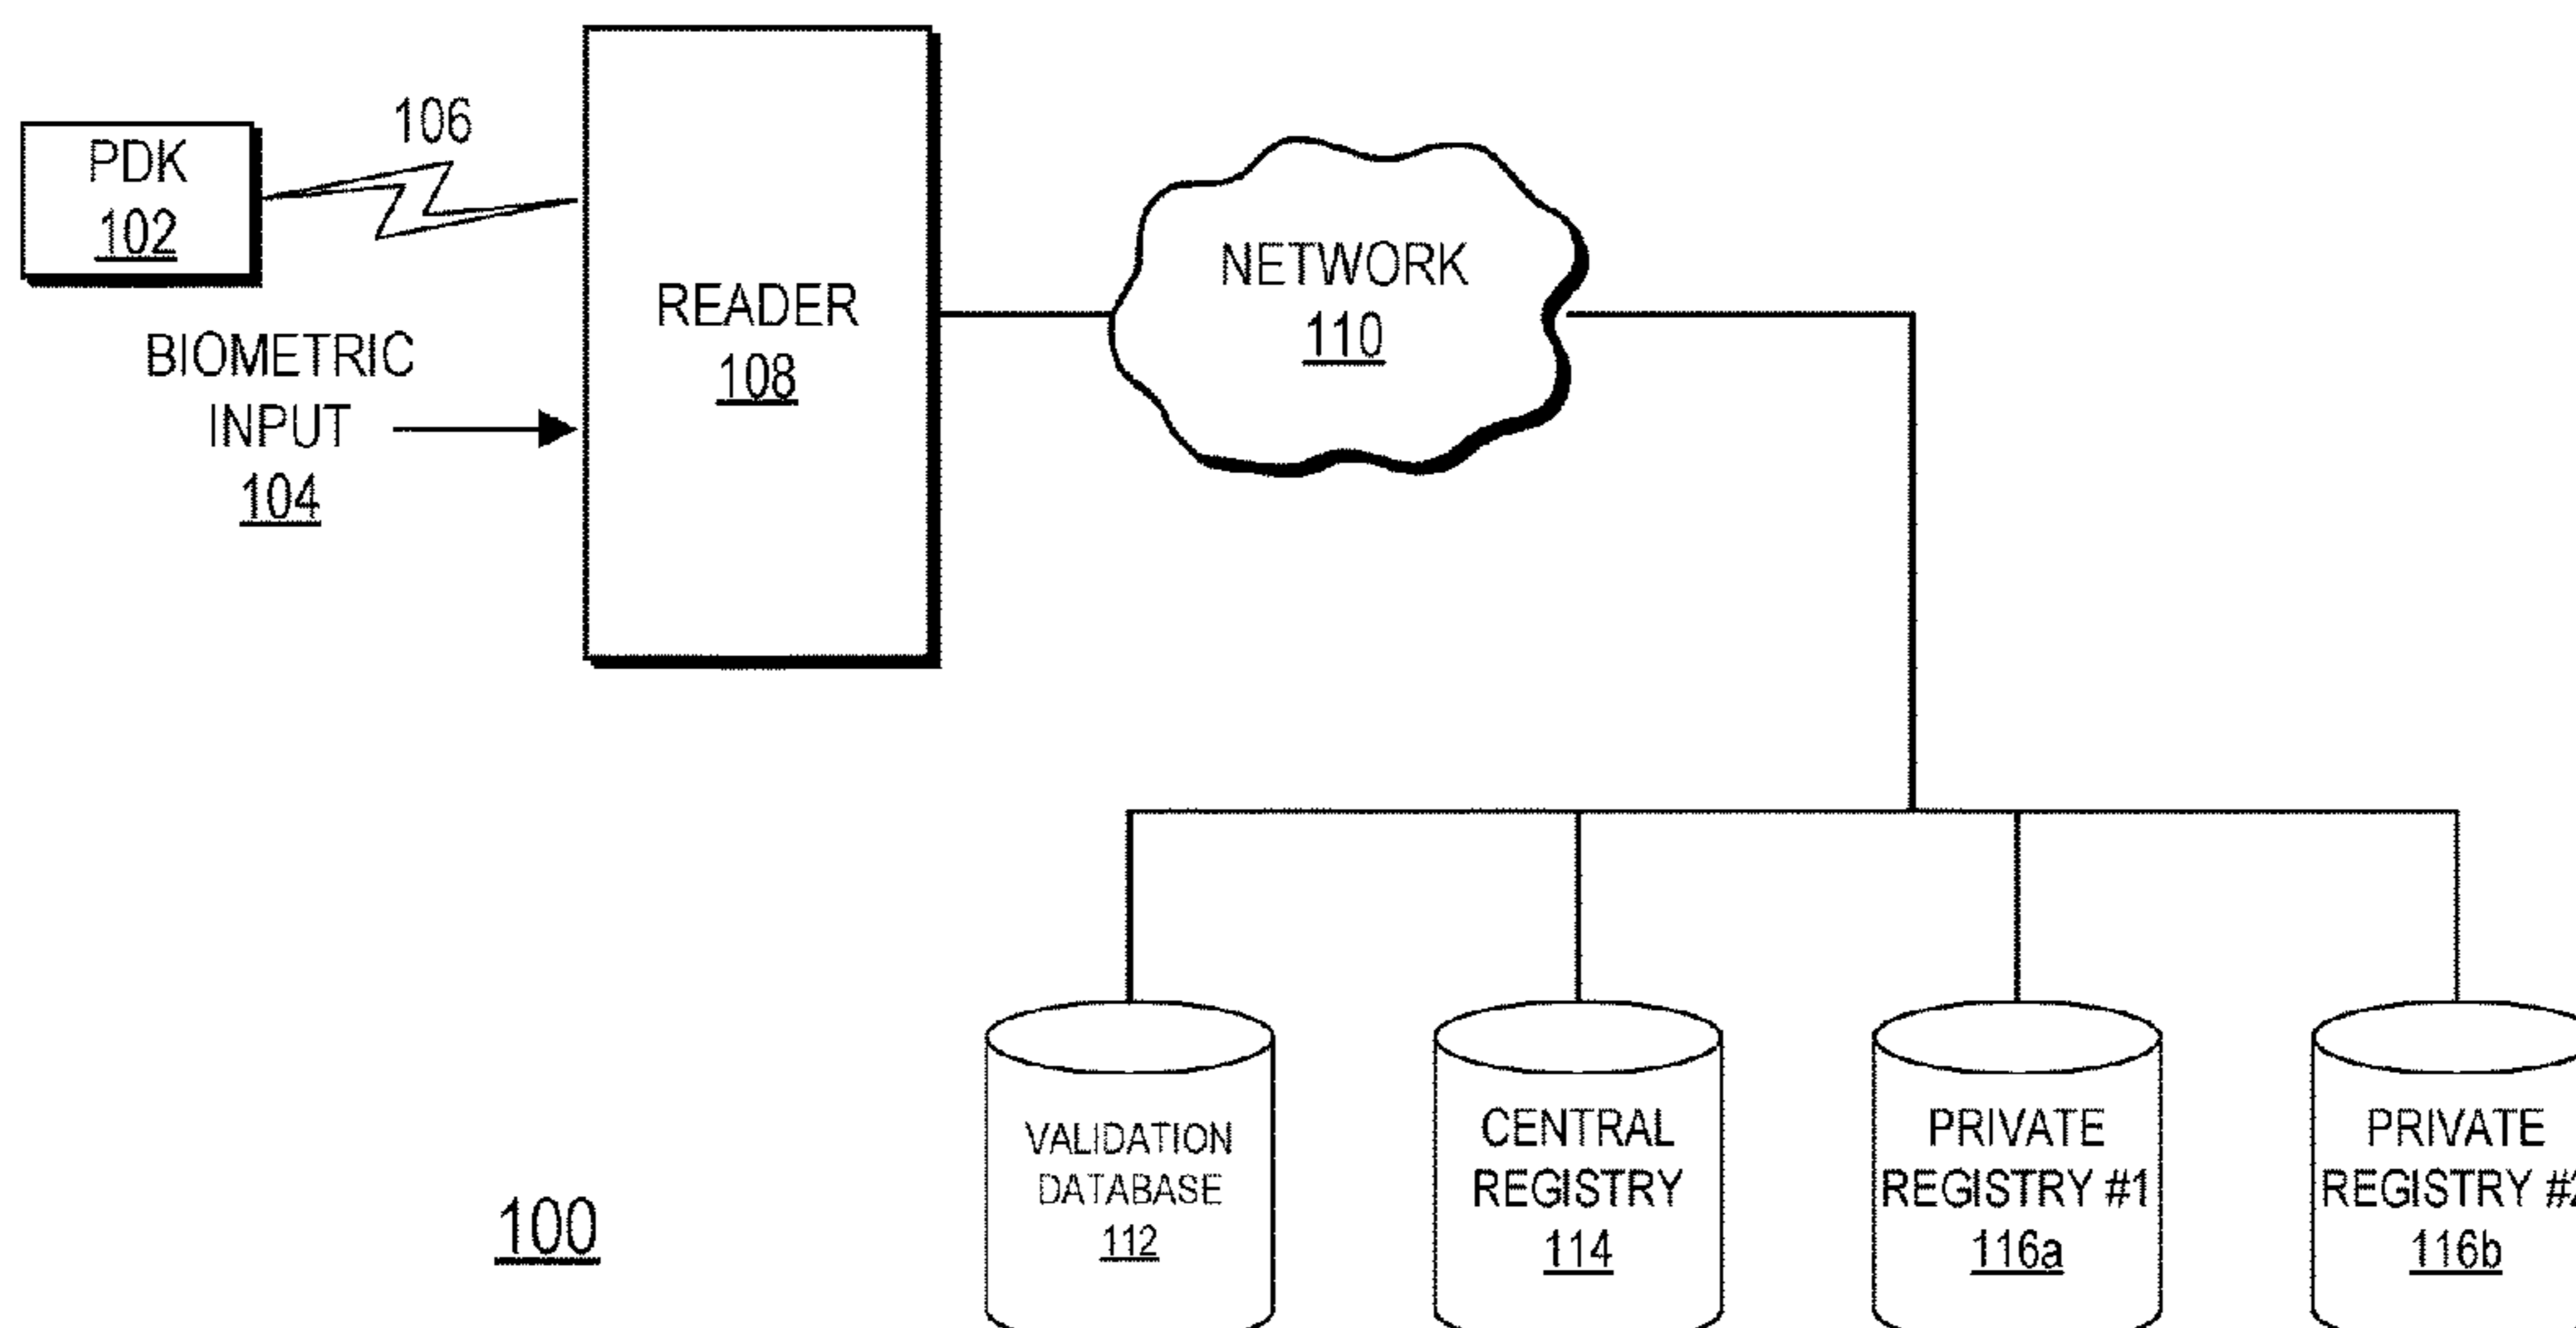 PDK
102
106
BIOMETRIC
INPUT
104
READER
108
NETWORK
110
VALIDATION
DATABASE
112
CENTRAL
REGISTRY
114
PRIVATE
REGISTRY #1
116a
PRIVATE
REGISTRY #2
116b
100